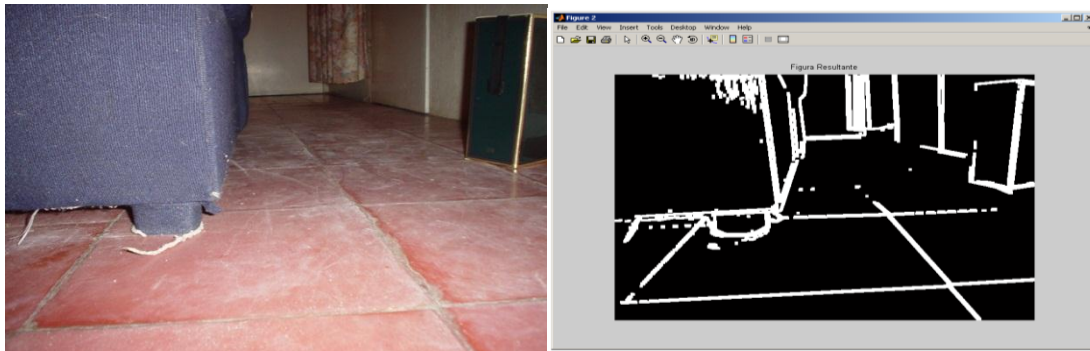 Figure 2
File Edit View Insert Tools Desktop Window Help
Figura Resultante